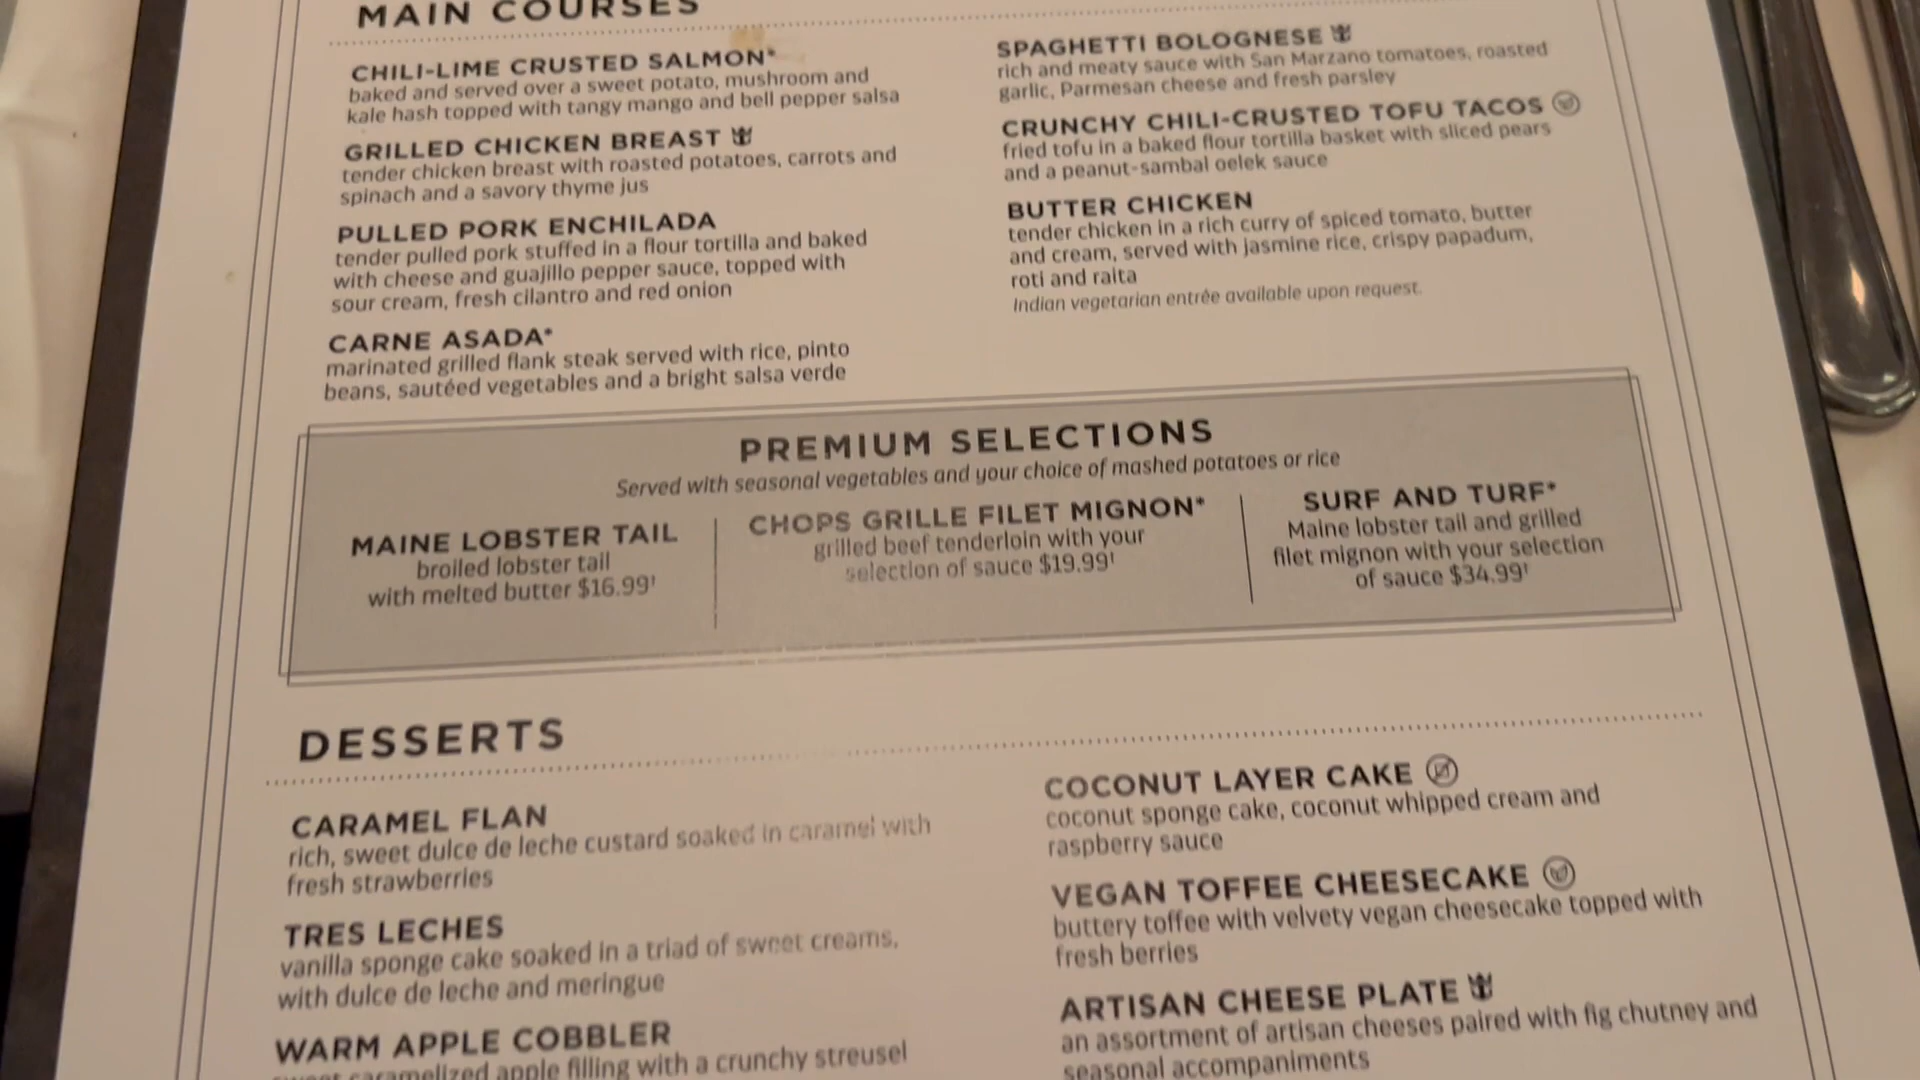 MAIN COURSES
CHILI-LIME CRUSTED SALMON*
baked and served over a sweet potato, mushroom and
kale hash topped with tangy mango and bell pepper salsa
GRILLED CHICKEN BREAST
tender chicken breast with roasted potatoes, carrots and
spinach and a savory thyme jus
PULLED PORK ENCHILADA
tender pulled pork stuffed in a flour tortilla and baked
with cheese and guajillo pepper sauce, topped with
sour cream, fresh cilantro and red onion
CARNE ASADA*
marinated grilled flank steak served with rice, pinto
beans, sautéed vegetables and a bright salsa verde
SPAGHETTI BOLOGNESE
rich and meaty sauce with San Marzano tomatoes, roasted
garlic, Parmesan cheese and fresh parsley
CRUNCHY CHILI-CRUSTED TOFU TACOS
fried tofu in a baked flour tortilla basket with sliced pears
and a peanut-sambal oelek sauce
BUTTER CHICKEN
tender chicken in a rich curry of spiced tomato, butter
and cream, served with jasmine rice, crispy papadum,
roti and raita
Indian vegetarian entrée available upon request.
PREMIUM SELECTIONS
Served with seasonal vegetables and your choice of mashed potatoes or rice
MAINE LOBSTER TAIL
broiled lobster tail
with melted butter $16.99†
CHOPS GRILLE FILET MIGNON*
grilled beef tenderloin with your
selection of sauce $19.99†
SURF AND TURF*
Maine lobster tail and grilled
filet mignon with your selection
of sauce $34.99†
DESSERTS
CARAMEL FLAN
rich, sweet dulce de leche custard soaked in caramel with
fresh strawberries
TRES LECHES
vanilla sponge cake soaked in a triad of sweet creams,
with dulce de leche and meringue
WARM APPLE COBBLER
sweet caramelized apple filling with a crunchy streusel
COCONUT LAYER CAKE
coconut sponge cake, coconut whipped cream and
raspberry sauce
VEGAN TOFFEE CHEESECAKE
buttery toffee with velvety vegan cheesecake topped with
fresh berries
ARTISAN CHEESE PLATE
an assortment of artisan cheeses paired with fig chutney and
seasonal accompaniments